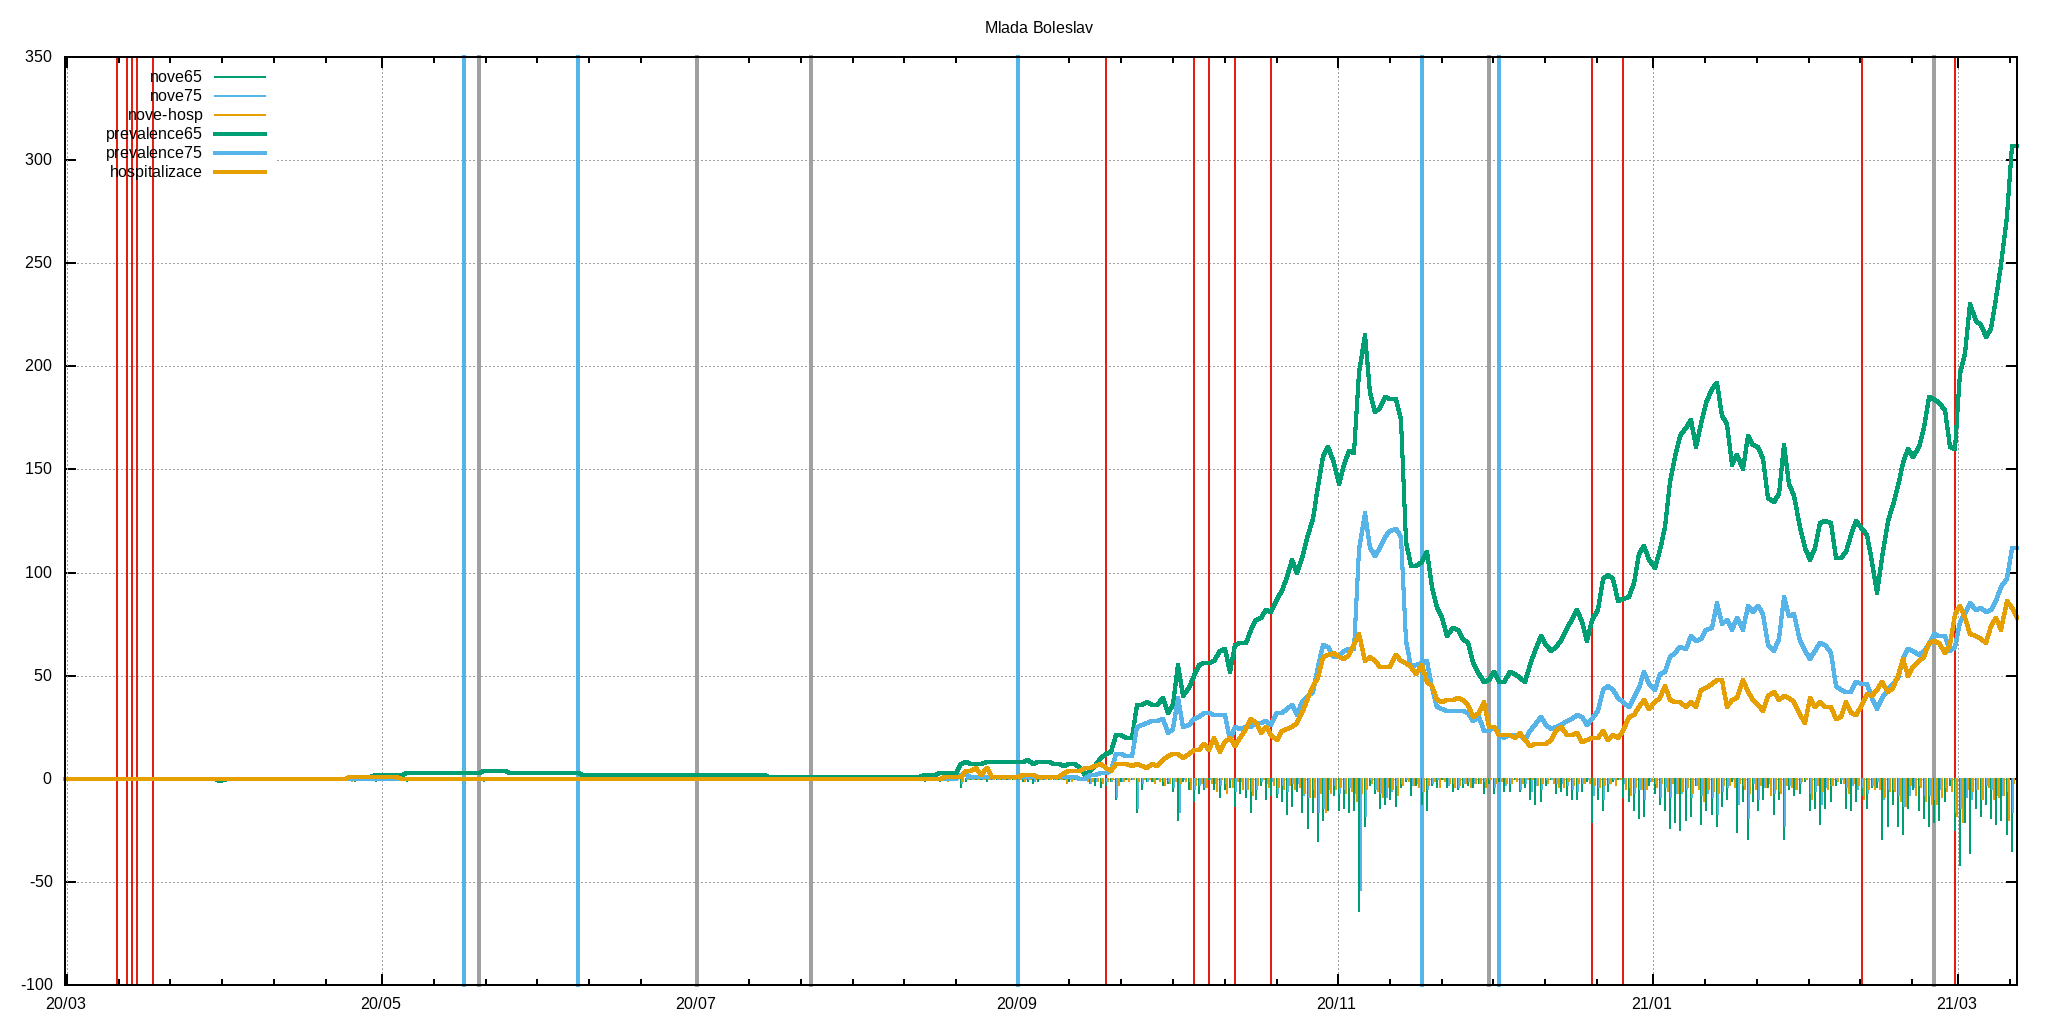 Mlada Boleslav
350
300
250
200
150
100
50
0
-50
-100
nove65
nove75
nove-hosp
prevalence65
prevalence75
hospitalizace
20/03 20/05 20/07 20/09 20/11 21/01 21/03